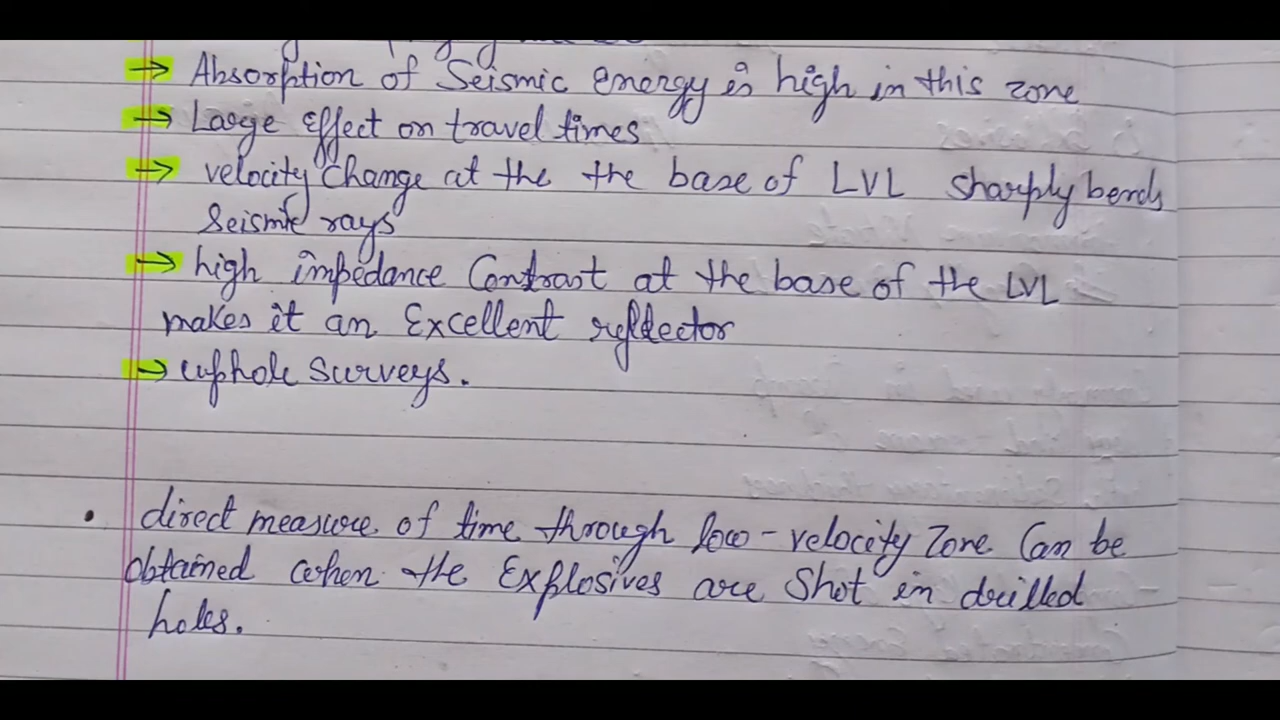 → Absorption of Seismic energy is high in this zone
→ Large Effect on travel times
→ velocity Change at the the base of LVL sharply bends
Seismic rays
→ high impedance Contrast at the base of the LVL
makes it an Excellent reflector
→ uphole surveys.
• direct measure of time through low-velocity zone Can be
obtained when the Explosives are Shot in drilled
holes.